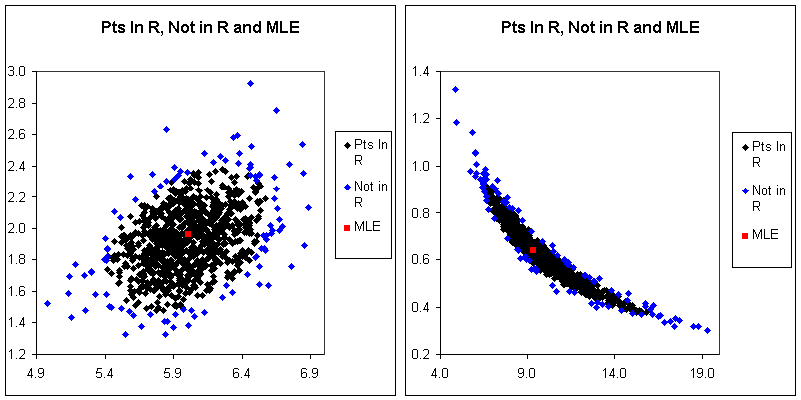 Pts In R, Not in R and MLE
3.0
2.8
2.6
2.4
2.2
2.0
1.8
1.6
1.4
1.2
4.9 5.4 5.9 6.4 6.9
Pts In
R
Not in
R
MLE
Pts In R, Not in R and MLE
1.4
1.2
1.0
0.8
0.6
0.4
0.2
4.0 9.0 14.0 19.0
Pts In
R
Not in
R
MLE